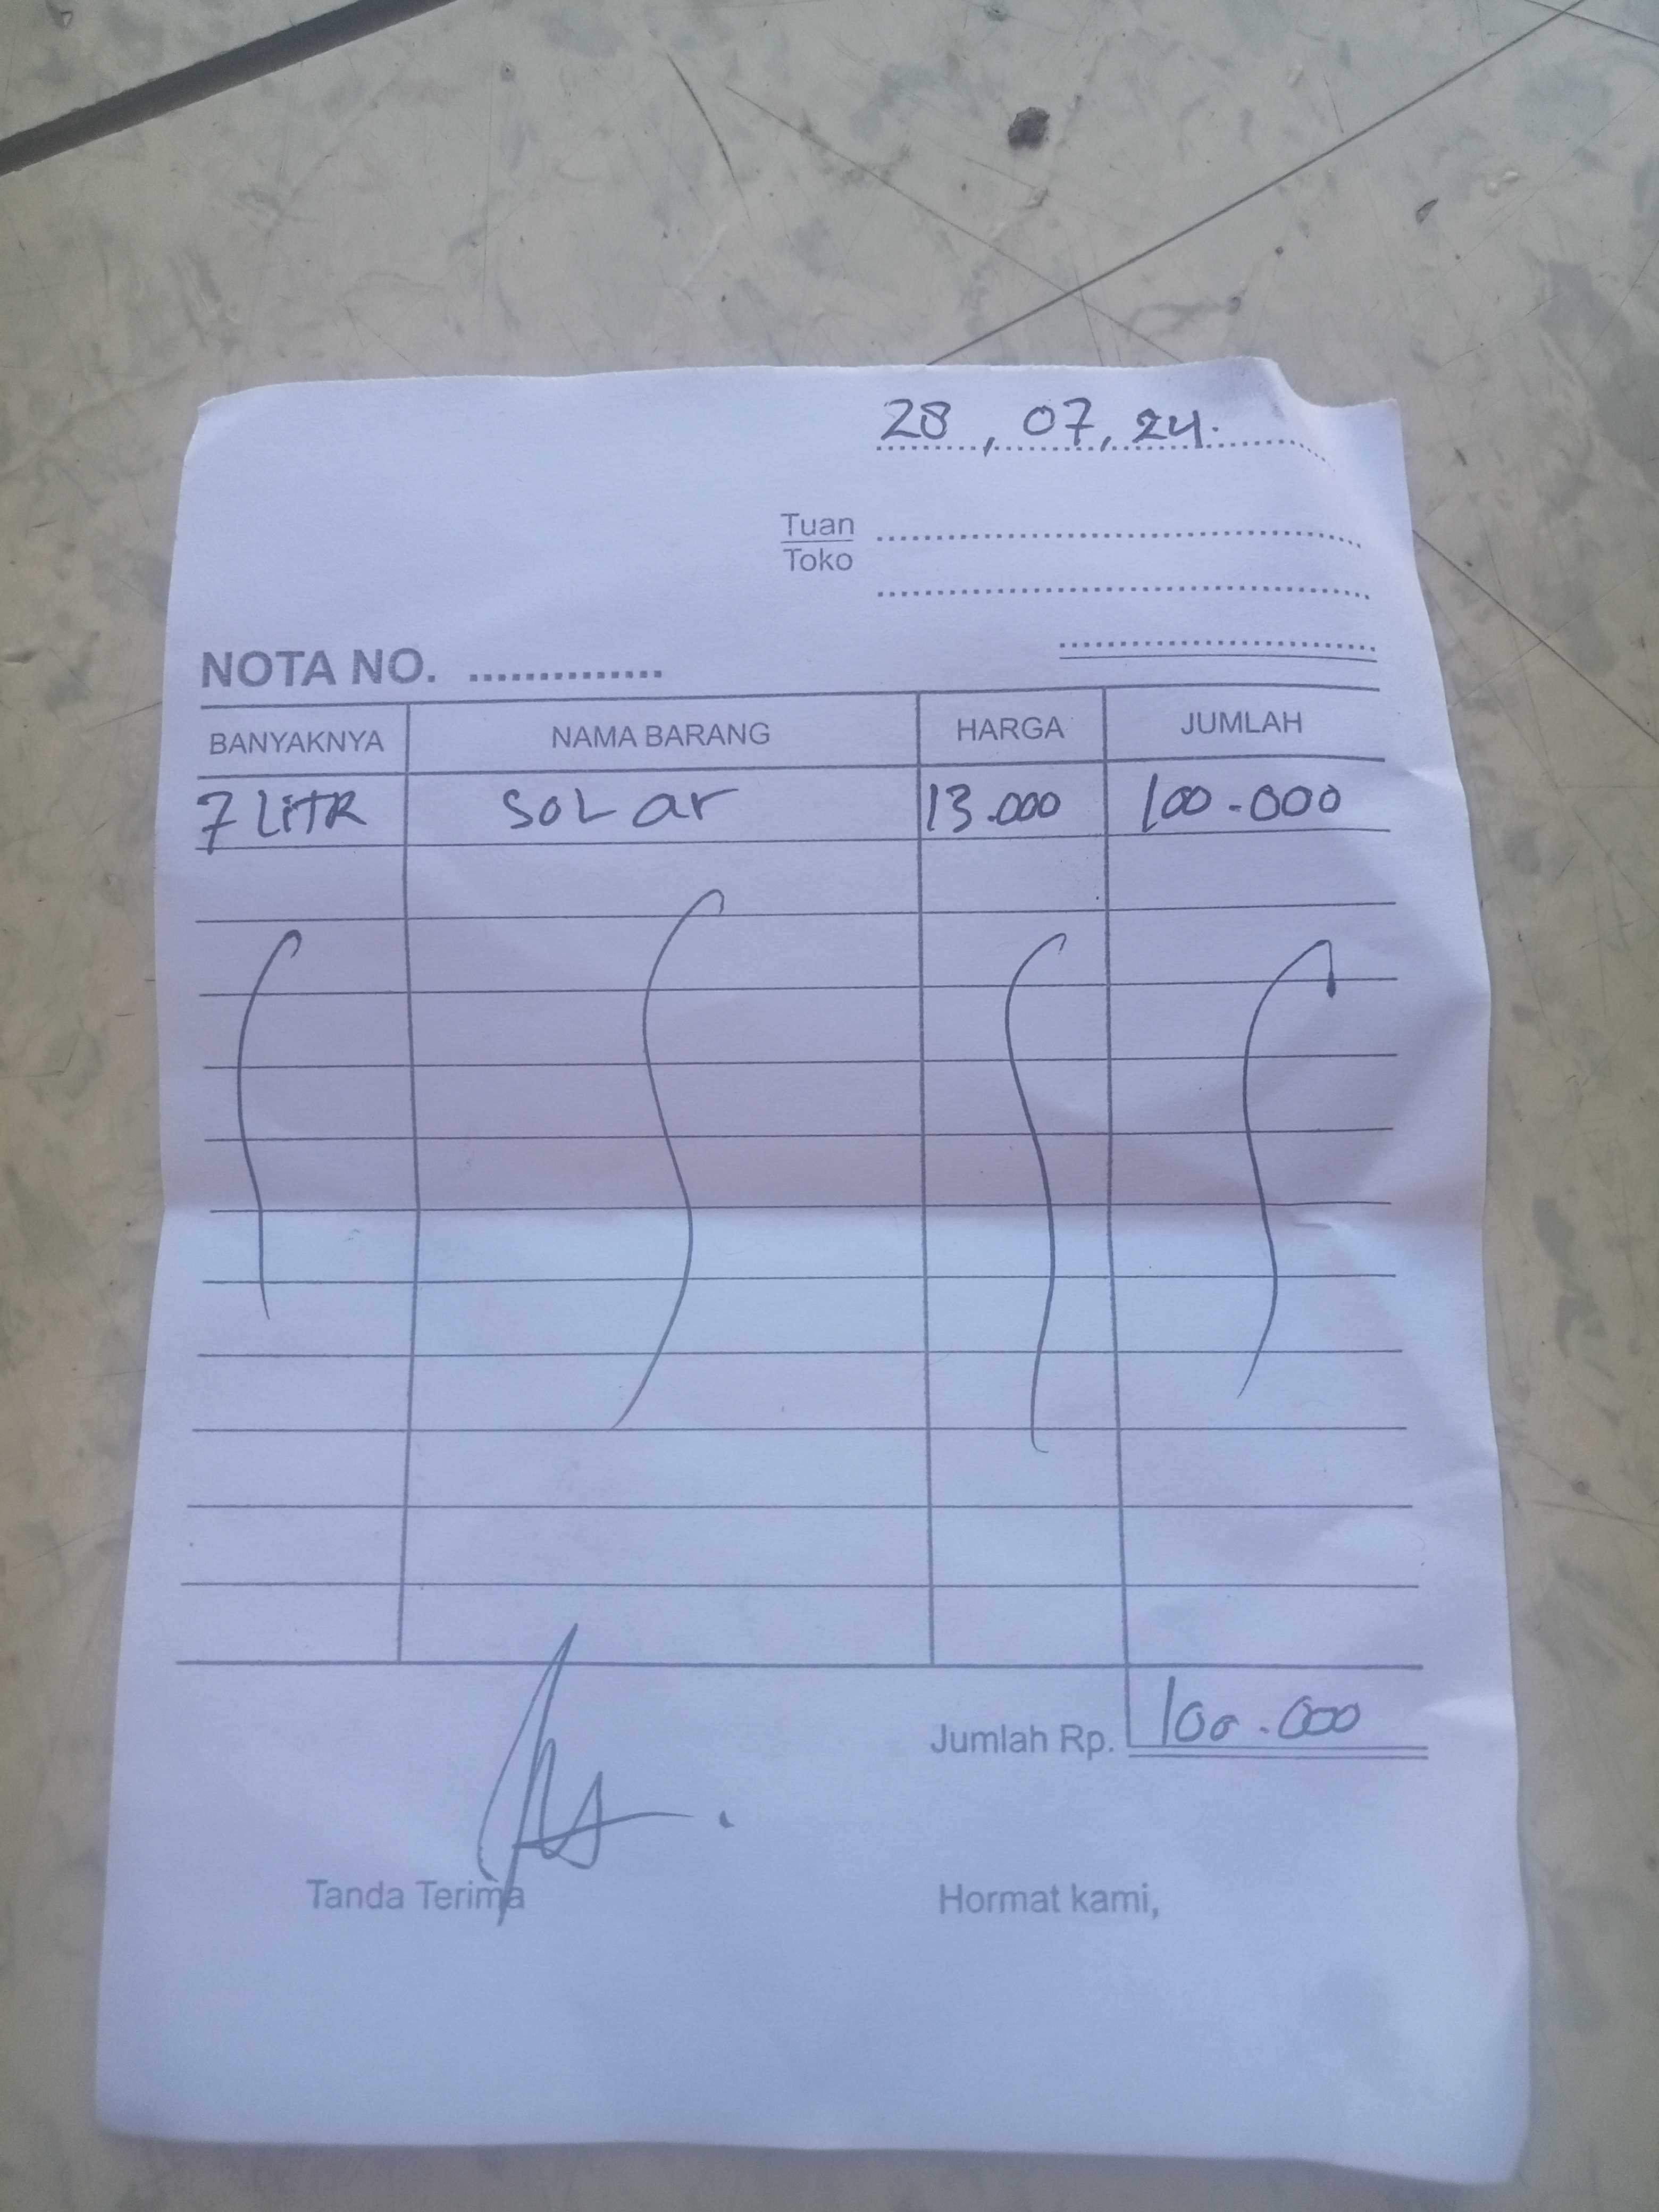 28, 07, 24.
Tuan
Toko
NOTA NO. ..............
BANYAKNYA NAMA BARANG HARGA JUMLAH
7 LiTR SOLar 13.000 100.000
Jumlah Rp. 100.000
Tanda Terima Hormat kami,